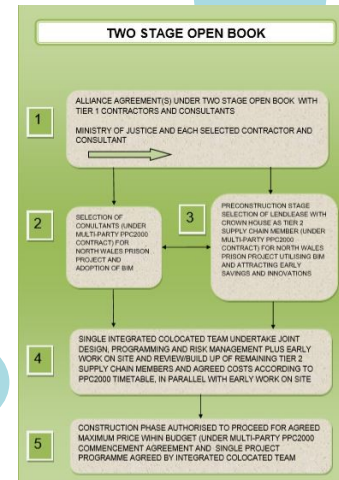 TWO STAGE OPEN BOOK
1
ALLIANCE AGREEMENT(S) UNDER TWO STAGE OPEN BOOK WITH
TIER 1 CONTRACTORS AND CONSULTANTS
MINISTRY OF JUSTICE AND EACH SELECTED CONTRACTOR AND
CONSULTANT
2
SELECTION OF
CONULTANTS (UNDER
MULTI-PARTY PPC2000
CONTRACT) FOR
NORTH WALES PRISON
PROJECT AND
ADOPTION OF BIM
3
PRECONSTRUCTION STAGE
SELECTION OF LENDLEASE WITH
CROWN HOUSE AS TIER 2
SUPPLY CHAIN MEMBER (UNDER
MULTI-PARTY PPC2000
CONTRACT) FOR NORTH WALES
PRISON PROJECT UTILISING BIM
AND ATTRACTING EARLY
SAVINGS AND INNOVATIONS
4
SINGLE INTEGRATED COLOCATED TEAM UNDERTAKE JOINT
DESIGN, PROGRAMMING AND RISK MANAGEMENT PLUS EARLY
WORK ON SITE AND REVIEW/BUILD UP OF REMAINING TIER 2
SUPPLY CHAIN MEMBERS AND AGREED COSTS ACCORDING TO
PPC2000 TIMETABLE, IN PARALLEL WITH EARLY WORK ON SITE
5
CONSTRUCTION PHASE AUTHORISED TO PROCEED FOR AGREED
MAXIMUM PRICE WIHIN BUDGET (UNDER MULTI-PARTY PPC2000
COMMENCEMENT AGREEMENT AND SINGLE PROJECT
PROGRAMME AGREED BY INTEGRATED COLOCATED TEAM